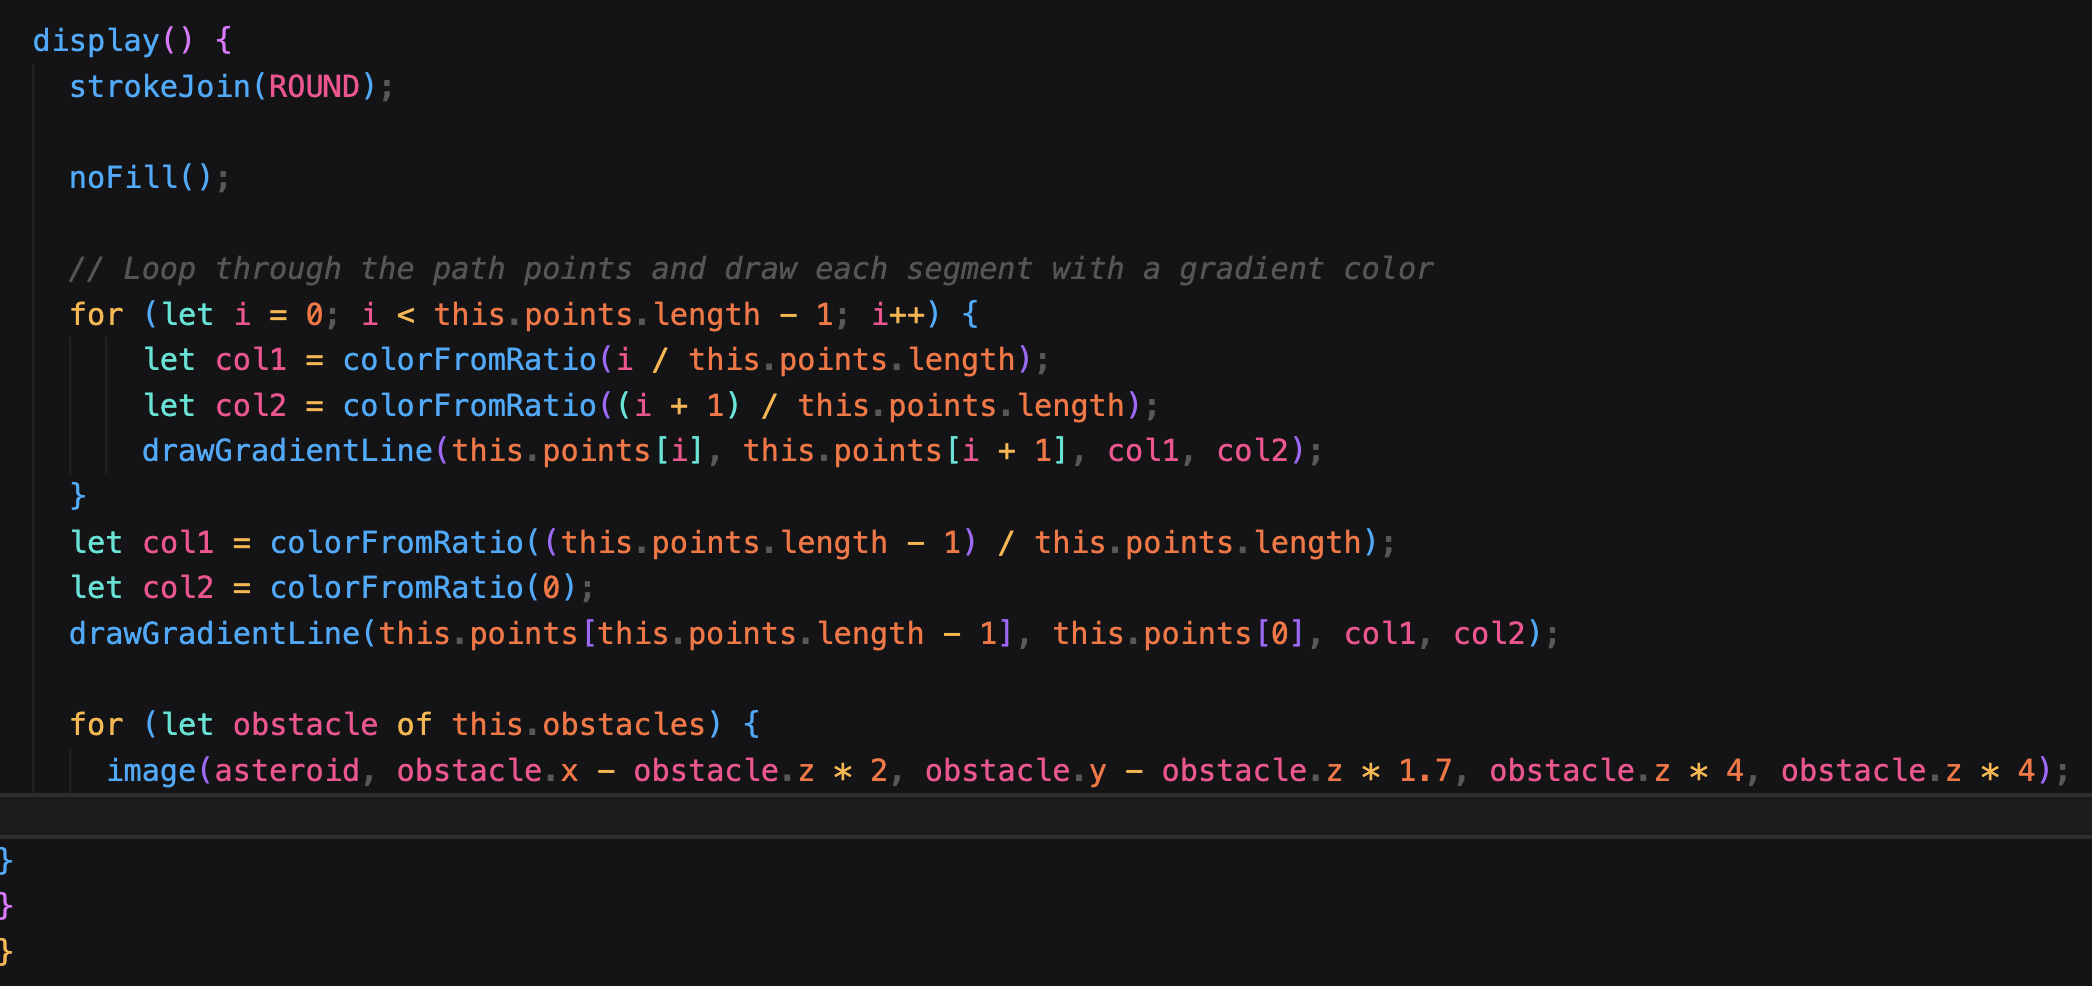 display() {
strokeJoin(ROUND);
noFill();
// Loop through the path points and draw each segment with a gradient color
for (let i = 0; i < this.points.length - 1; i++) {
let col1 = colorFromRatio(i / this.points.length);
let col2 = colorFromRatio((i + 1) / this.points.length);
drawGradientLine(this.points[i], this.points[i + 1], col1, col2);
}
let col1 = colorFromRatio((this.points.length - 1) / this.points.length);
let col2 = colorFromRatio(0);
drawGradientLine(this.points[this.points.length - 1], this.points[0], col1, col2);
for (let obstacle of this.obstacles) {
image(asteroid, obstacle.x - obstacle.z * 2, obstacle.y - obstacle.z * 1.7, obstacle.z * 4, obstacle.z * 4);
}
}
}